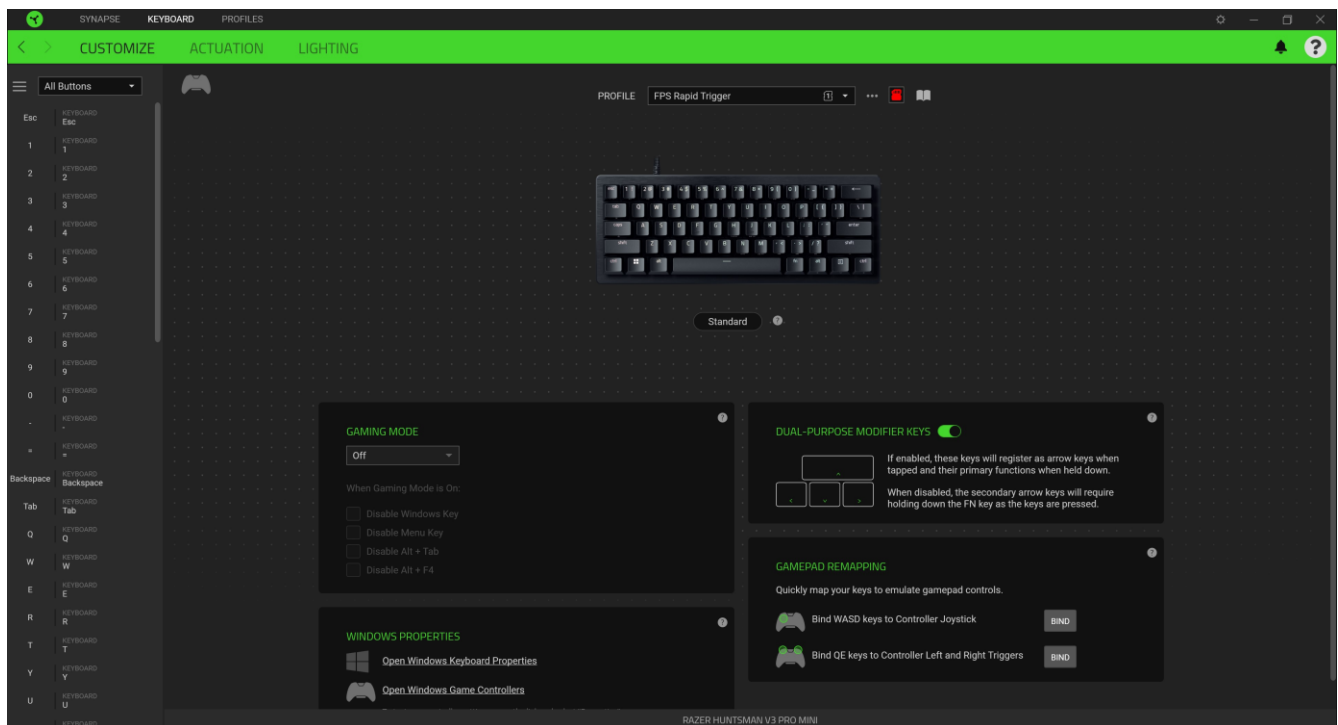 SYNAPSE KEYBOARD PROFILES
CUSTOMIZE ACTUATION LIGHTING
All Buttons
PROFILE FPS Rapid Trigger 1
Esc KEYBOARD
Esc
1 KEYBOARD
1
2 KEYBOARD
2
3 KEYBOARD
3
4 KEYBOARD
4
5 KEYBOARD
5
6 KEYBOARD
6
7 KEYBOARD
7
8 KEYBOARD
8
9 KEYBOARD
9
0 KEYBOARD
0
- KEYBOARD
-
= KEYBOARD
=
Backspace KEYBOARD
Backspace
Tab KEYBOARD
Tab
Q KEYBOARD
Q
W KEYBOARD
W
E KEYBOARD
E
R KEYBOARD
R
T KEYBOARD
T
Y KEYBOARD
Y
U KEYBOARD
U
KEYBOARD
Standard ?
GAMING MODE
Off
When Gaming Mode is On:
Disable Windows Key
Disable Menu Key
Disable Alt + Tab
Disable Alt + F4
WINDOWS PROPERTIES
Open Windows Keyboard Properties
Open Windows Game Controllers
DUAL-PURPOSE MODIFIER KEYS
If enabled, these keys will register as arrow keys when
tapped and their primary functions when held down.
When disabled, the secondary arrow keys will require
holding down the FN key as the keys are pressed.
GAMEPAD REMAPPING
Quickly map your keys to emulate gamepad controls.
Bind WASD keys to Controller Joystick BIND
Bind QE keys to Controller Left and Right Triggers BIND
RAZER HUNTSMAN V3 PRO MINI